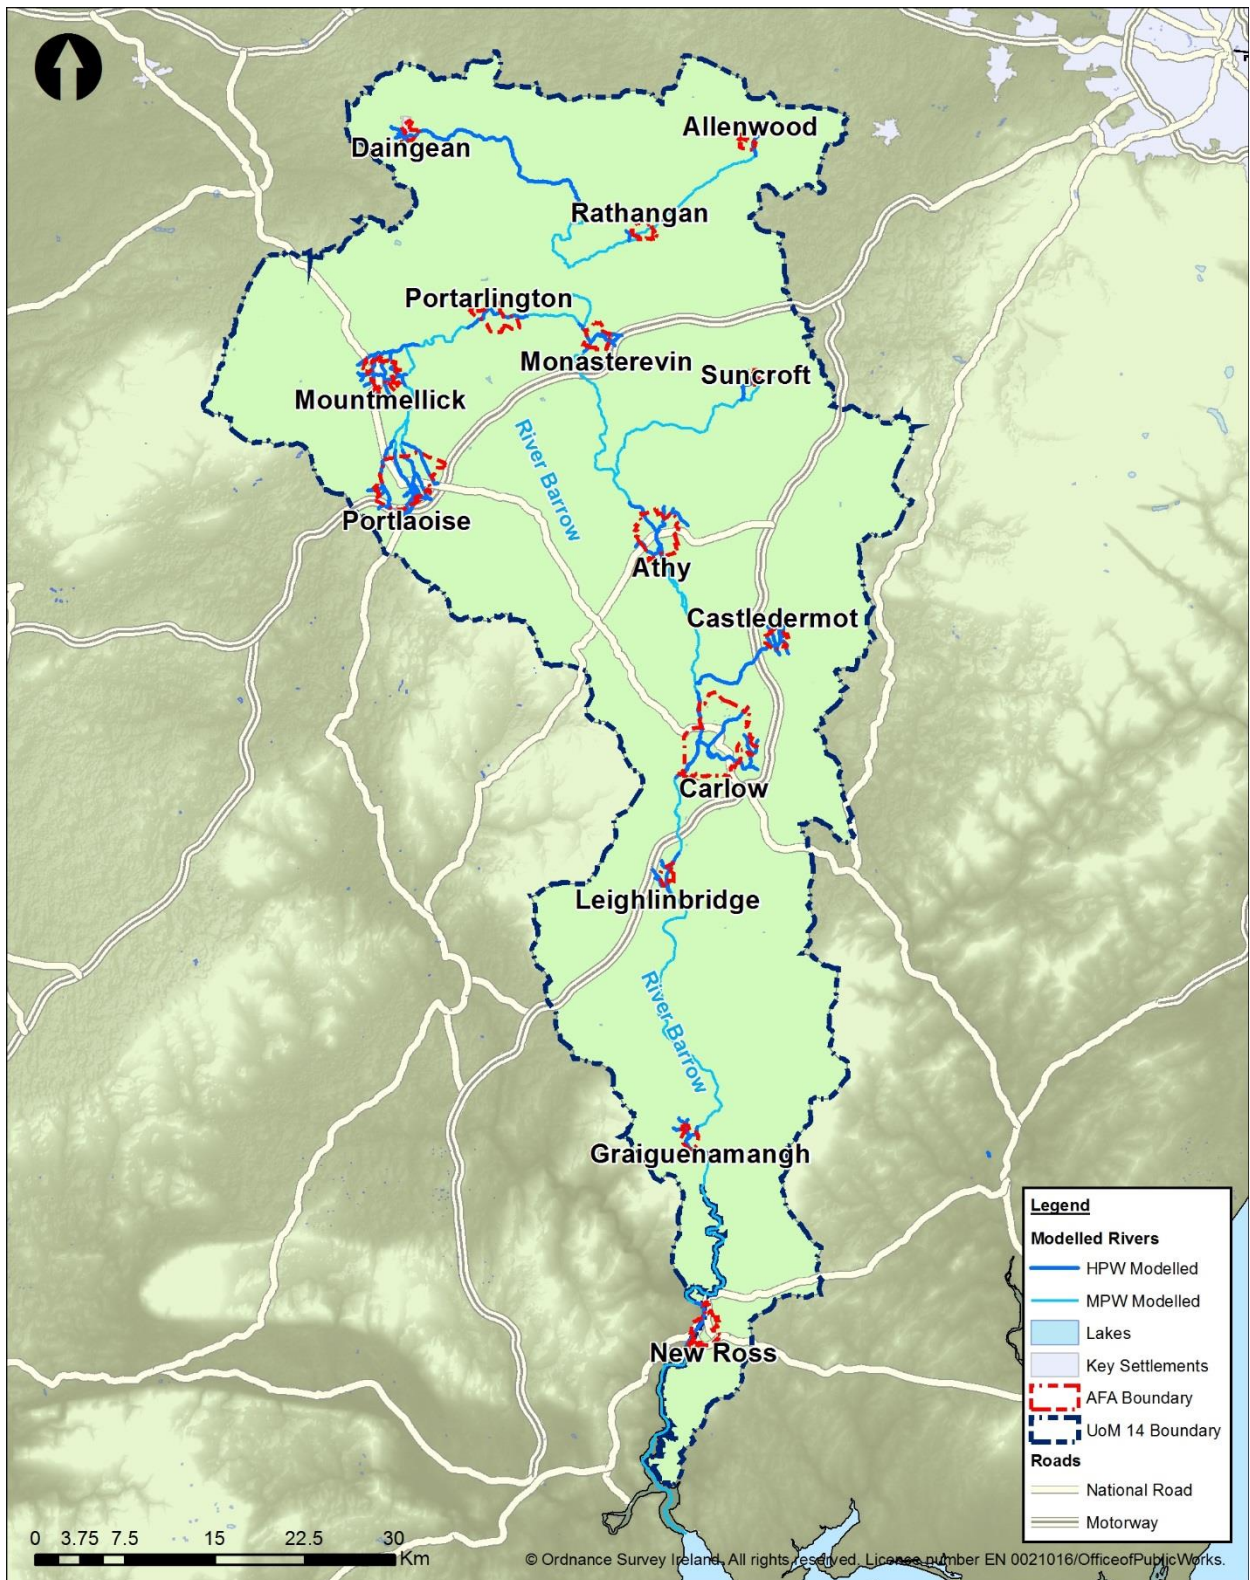 Allenwood
Daingean
Rathangan
Portarlington
Monasterevin
Suncroft
Mountmellick
River Barrow
Portlaoise
Athy
Castledermot
Carlow
Leighlinbridge
River Barrow
Graiguenamangh
New Ross
Legend
Modelled Rivers
HPW Modelled
MPW Modelled
Lakes
Key Settlements
AFA Boundary
UoM 14 Boundary
Roads
National Road
Motorway
0 3.75 7.5 15 22.5 30
Km
© Ordnance Survey Ireland. All rights reserved. Licence number EN 0021016/OfficeofPublicWorks.